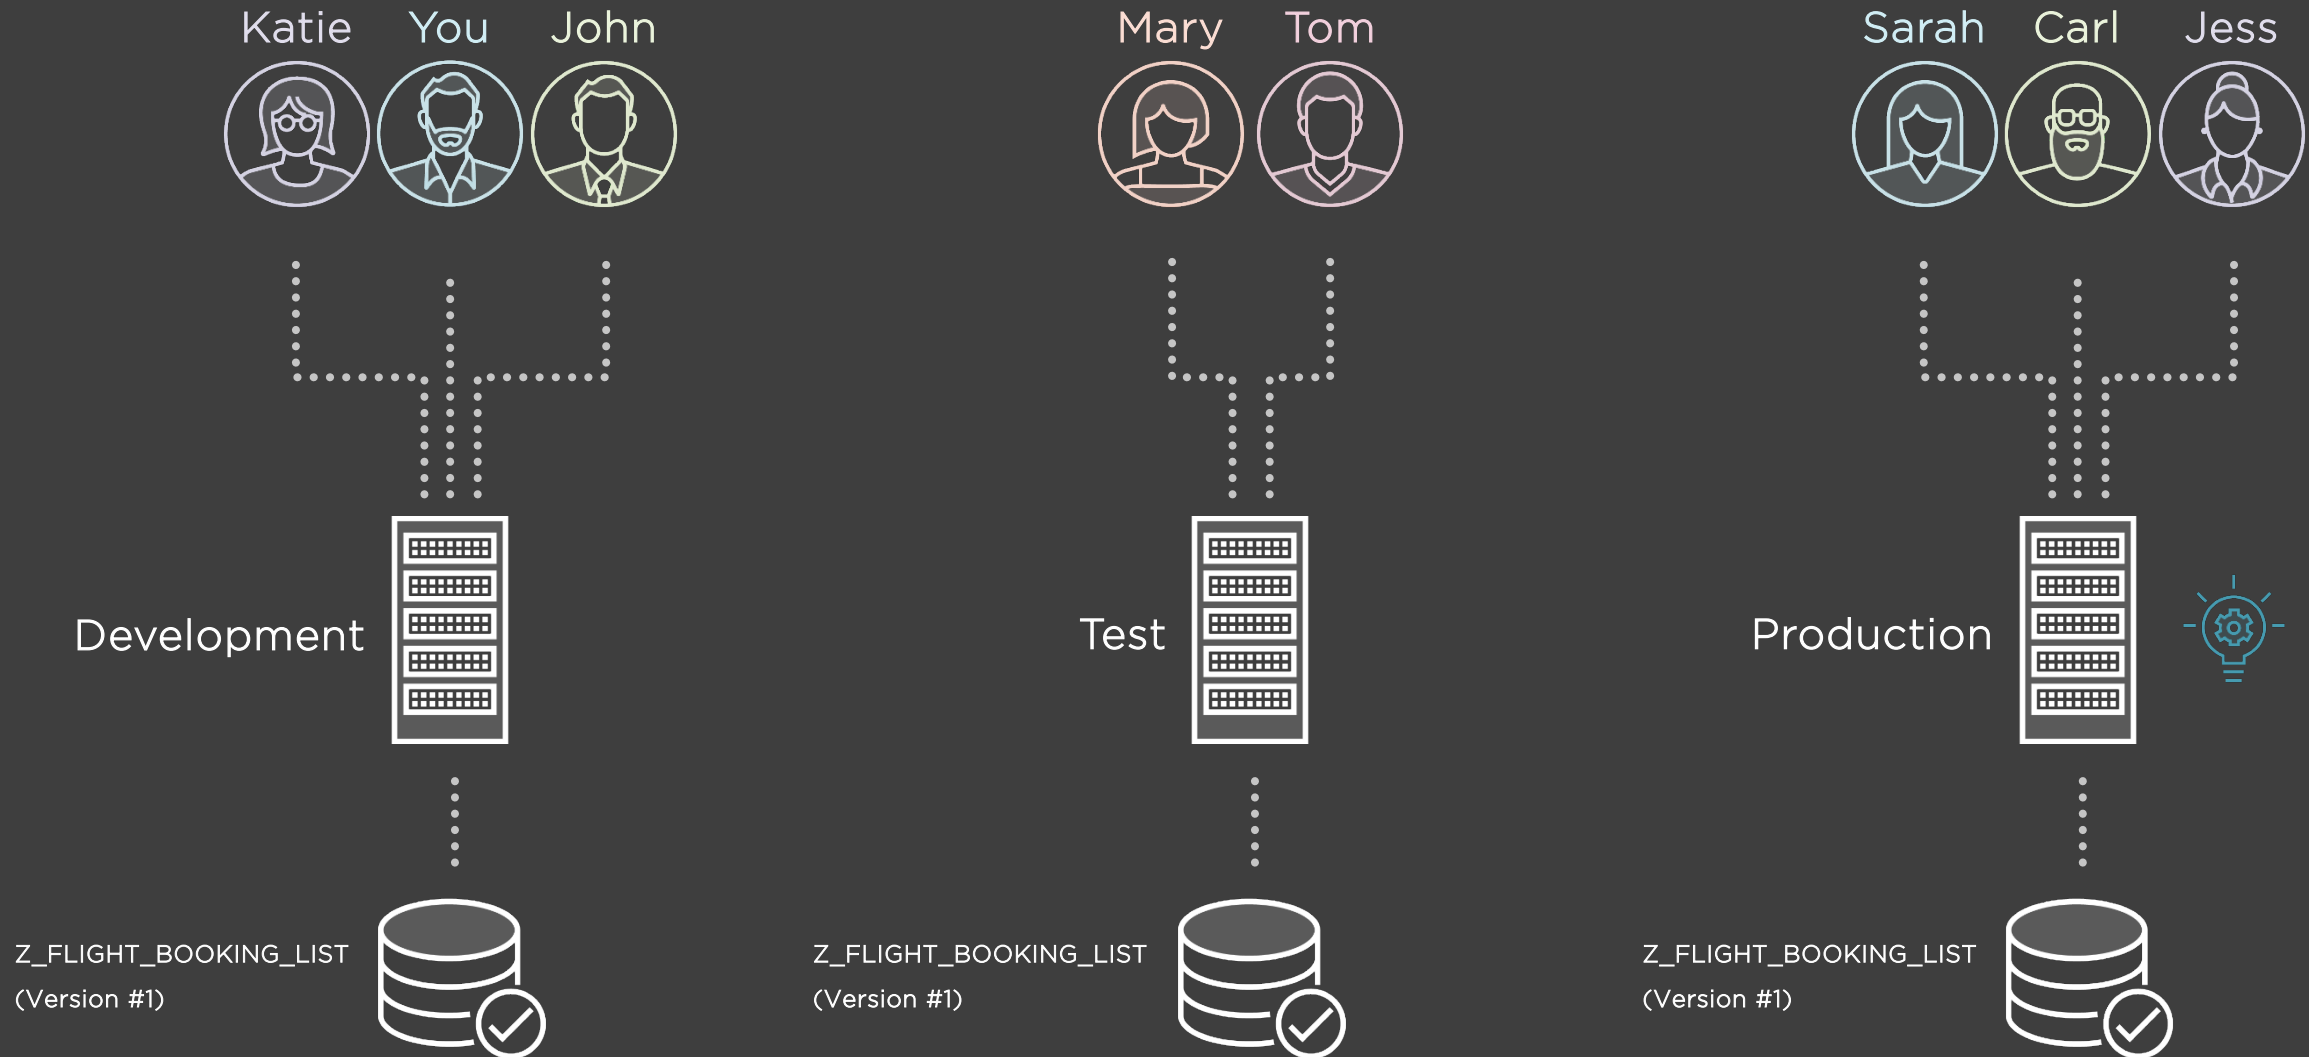 Katie
You
John
Mary
Tom
Sarah
Carl
Jess
Development
Test
Production
Z_FLIGHT_BOOKING_LIST
(Version #1)
Z_FLIGHT_BOOKING_LIST
(Version #1)
Z_FLIGHT_BOOKING_LIST
(Version #1)